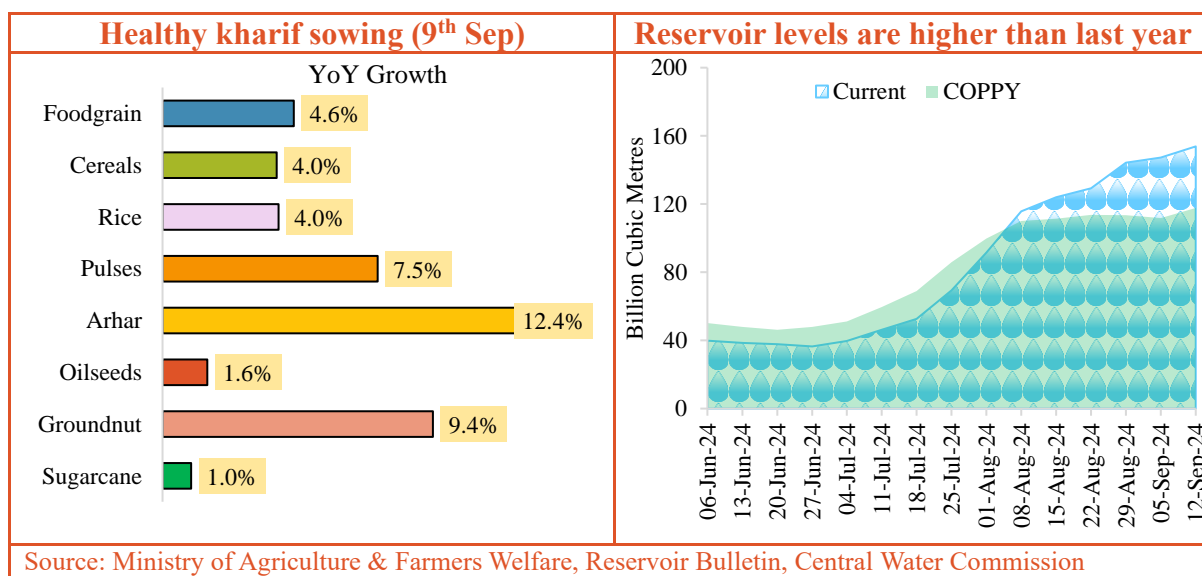 Healthy kharif sowing (9th Sep)
YoY Growth
Foodgrain 4.6%
Cereals 4.0%
Rice 4.0%
Pulses 7.5%
Arhar 12.4%
Oilseeds 1.6%
Groundnut 9.4%
Sugarcane 1.0%
Reservoir levels are higher than last year
Current COPPY
Billion Cubic Metres
200
160
120
80
40
0
06-Jun-24
13-Jun-24
20-Jun-24
27-Jun-24
04-Jul-24
11-Jul-24
18-Jul-24
25-Jul-24
01-Aug-24
08-Aug-24
15-Aug-24
22-Aug-24
29-Aug-24
05-Sep-24
12-Sep-24
Source: Ministry of Agriculture & Farmers Welfare, Reservoir Bulletin, Central Water Commission